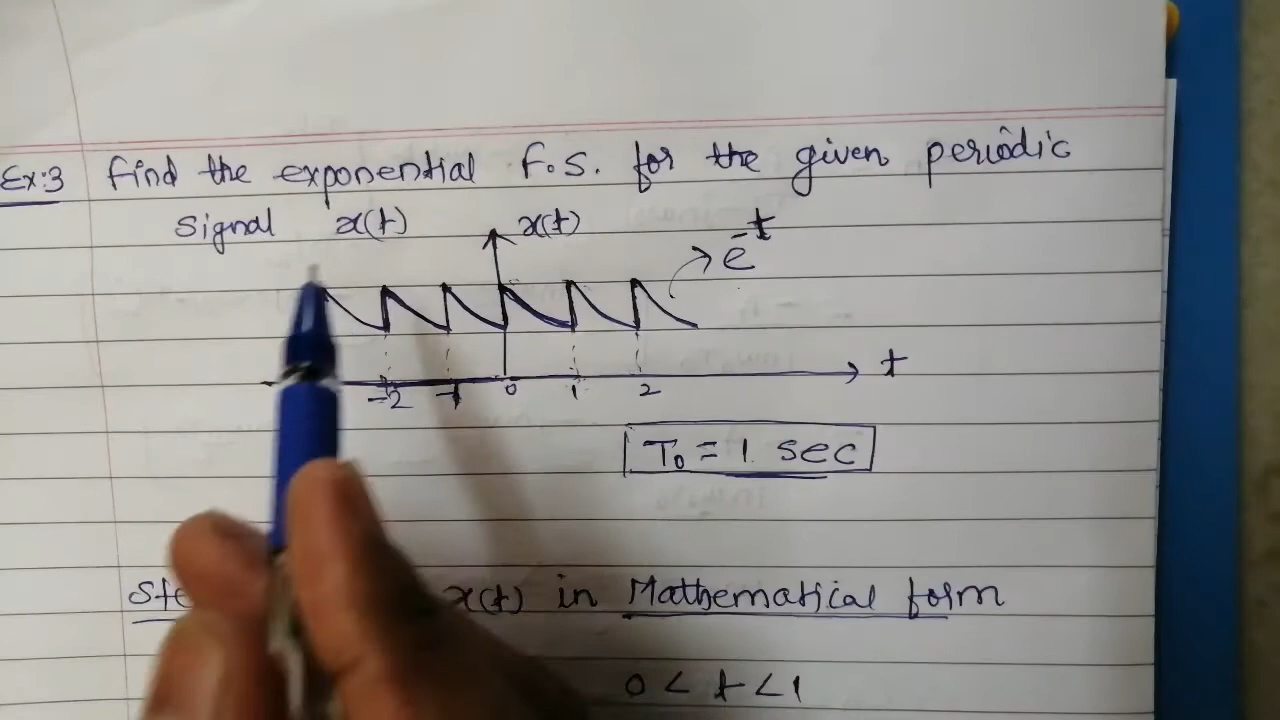 Ex:3 find the exponential F.S. for the given periodic
signal x(t)
x(t)
e^-t
t
-2 -1 0 1 2
T₀ = 1 sec
x(t) in Mathematical form
0 < t < 1